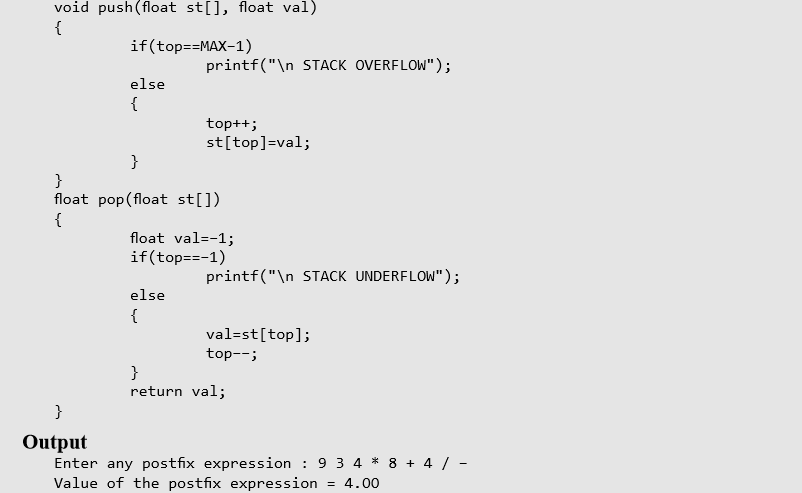 void push(float st[], float val)
{
if(top==MAX-1)
printf("\n STACK OVERFLOW");
else
{
top++;
st[top]=val;
}
}
float pop(float st[])
{
float val=-1;
if(top==-1)
printf("\n STACK UNDERFLOW");
else
{
val=st[top];
top--;
}
return val;
}
Output
Enter any postfix expression : 9 3 4 * 8 + 4 / -
Value of the postfix expression = 4.00